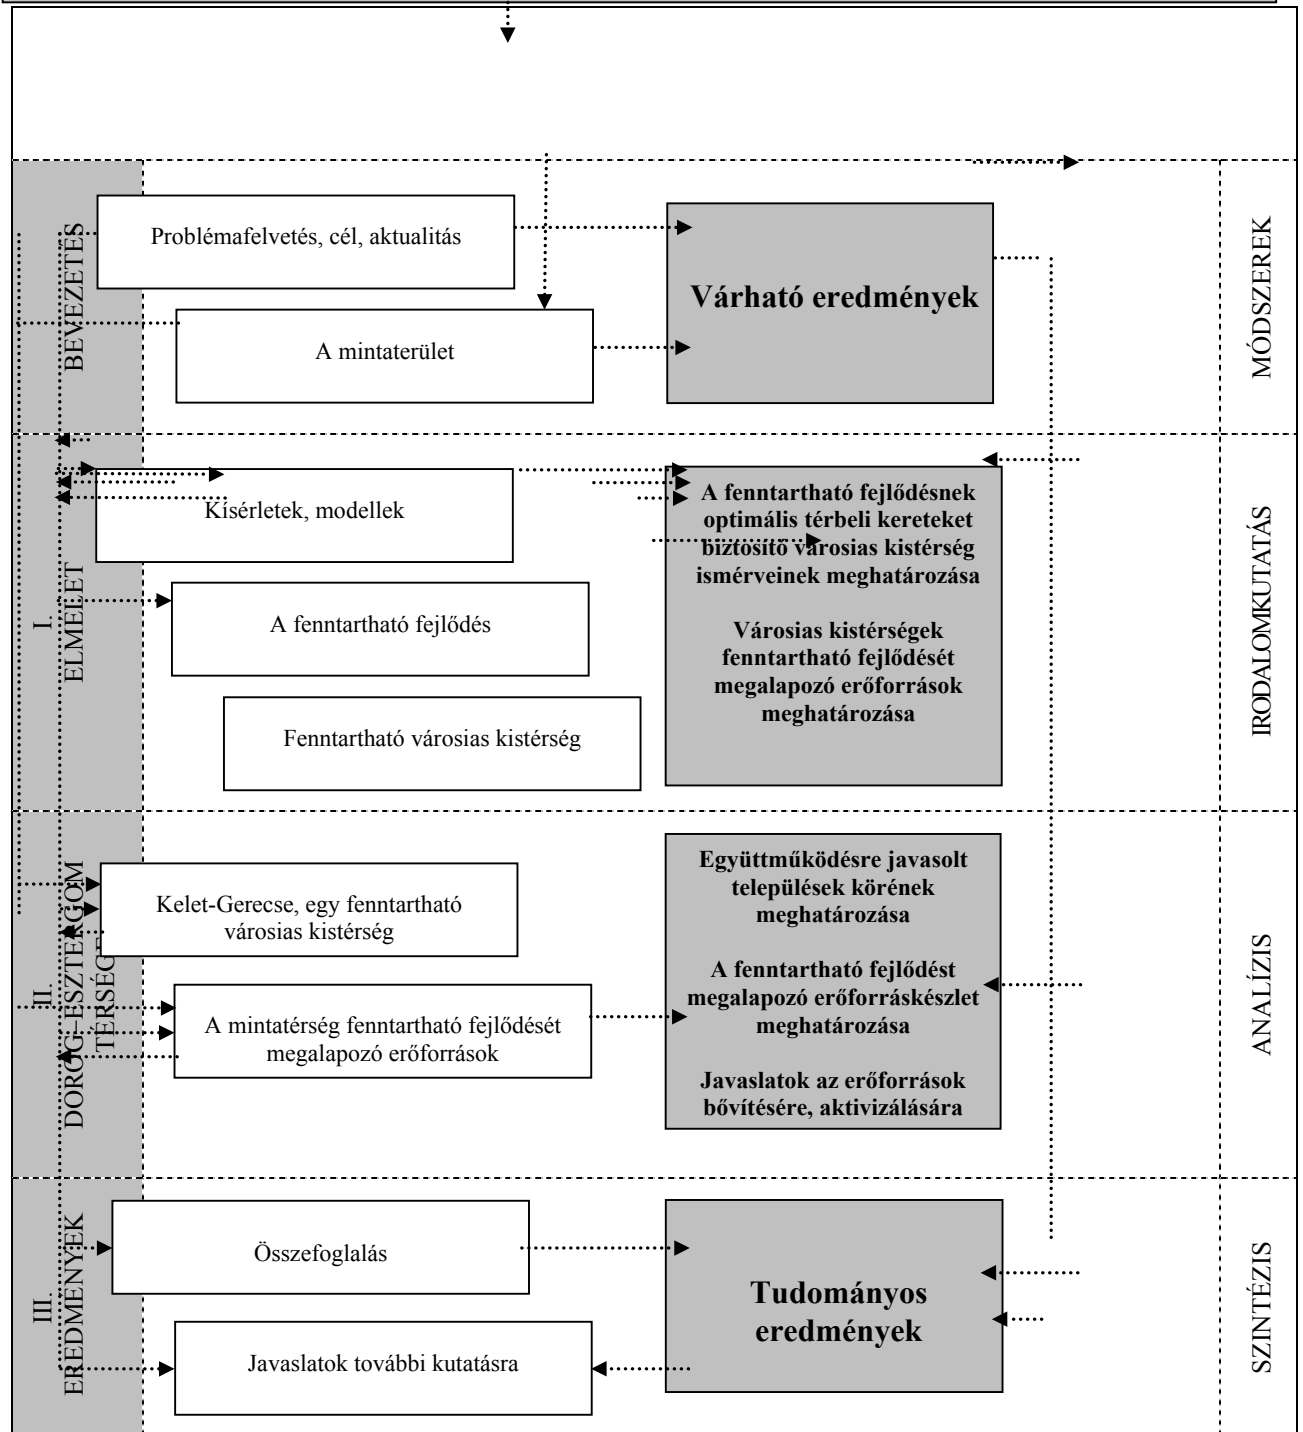 BEVEZETÉS
Problémafelvetés, cél, aktualitás
A mintaterület
Várható eredmények
MÓDSZEREK
I.
ELMÉLET
Kísérletek, modellek
A fenntartható fejlődés
Fenntartható városias kistérség
A fenntartható fejlődésnek
optimális térbeli kereteket
biztosító városias kistérség
ismérveinek meghatározása
Városias kistérségek
fenntartható fejlődését
megalapozó erőforrások
meghatározása
IRODALOMKUTATÁS
II.
DOROG–ESZTERGOM
TÉRSÉGE
Kelet-Gerecse, egy fenntartható
városias kistérség
A mintatérség fenntartható fejlődését
megalapozó erőforrások
Együttműködésre javasolt
települések körének
meghatározása
A fenntartható fejlődést
megalapozó erőforráskészlet
meghatározása
Javaslatok az erőforrások
bővítésére, aktivizálására
ANALÍZIS
III.
EREDMÉNYEK
Összefoglalás
Javaslatok további kutatásra
Tudományos
eredmények
SZINTÉZIS